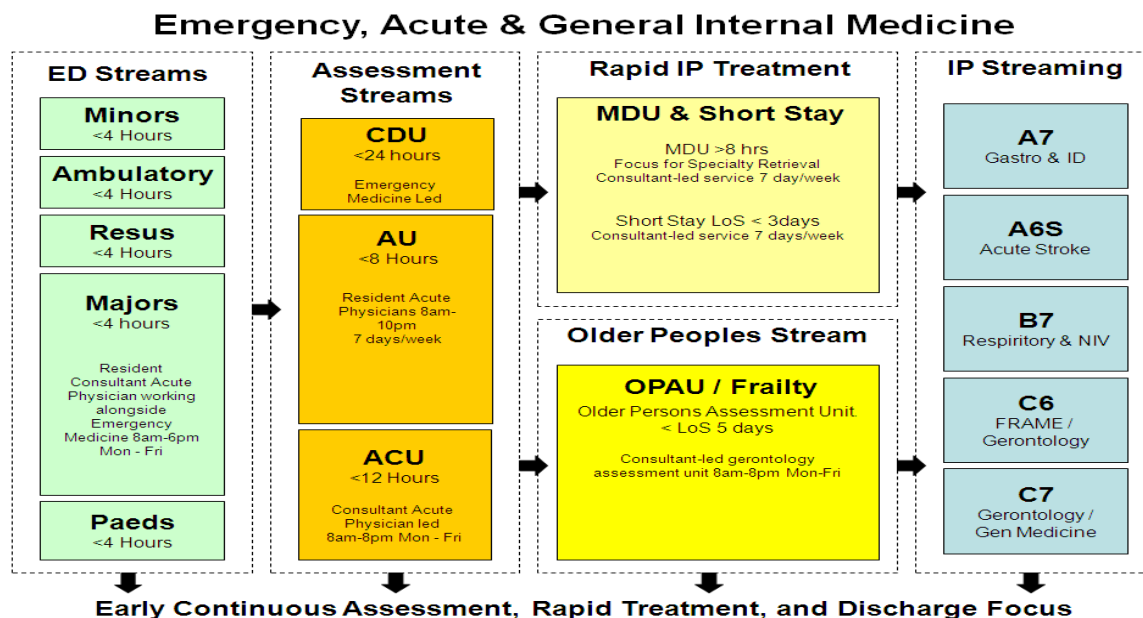 Emergency, Acute & General Internal Medicine
ED Streams
Minors
<4 Hours
Ambulatory
<4 Hours
Resus
<4 Hours
Majors
<4 hours
Resident
Consultant Acute
Physician working
alongside
Emergency
Medicine 8am-6pm
Mon - Fri
Paeds
<4 Hours
Assessment
Streams
CDU
<24 hours
Emergency
Medicine Led
AU
<8 Hours
Resident Acute
Physicians 8am-
10pm
7 days/week
ACU
<12 Hours
Consultant Acute
Physician led
8am-8pm Mon - Fri
Rapid IP Treatment
MDU & Short Stay
MDU >8 hrs
Focus for Specialty Retrieval
Consultant-led service 7 day/week
Short Stay LoS < 3days
Consultant-led service 7 days/week
Older Peoples Stream
OPAU / Frailty
Older Persons Assessment Unit.
< LoS 5 days
Consultant-led gerontology
assessment unit 8am-8pm Mon-Fri
IP Streaming
A7
Gastro & ID
A6S
Acute Stroke
B7
Respiritory & NIV
C6
FRAME /
Gerontology
C7
Gerontology /
Gen Medicine
Early Continuous Assessment, Rapid Treatment, and Discharge Focus